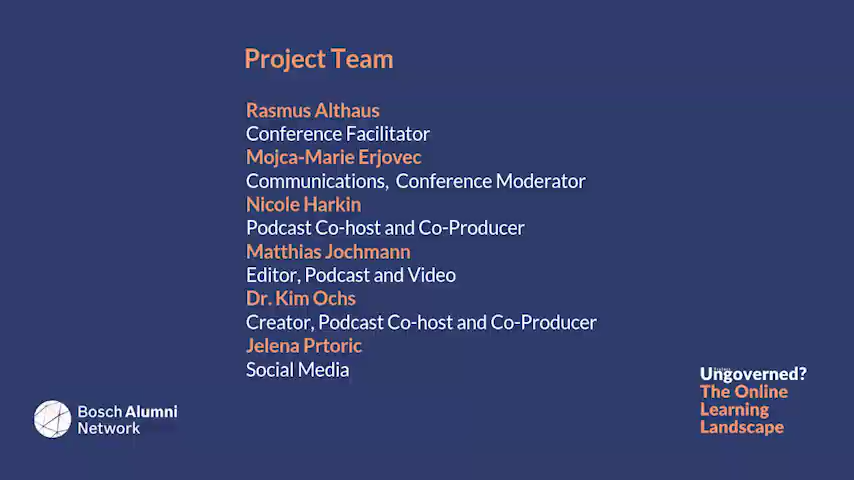 Project Team
Rasmus Althaus
Conference Facilitator
Mojca-Marie Erjovec
Communications, Conference Moderator
Nicole Harkin
Podcast Co-host and Co-Producer
Matthias Jochmann
Editor, Podcast and Video
Dr. Kim Ochs
Creator, Podcast Co-host and Co-Producer
Jelena Prtoric
Social Media
Bosch Alumni
Network
Ungoverned?
The Online
Learning
Landscape